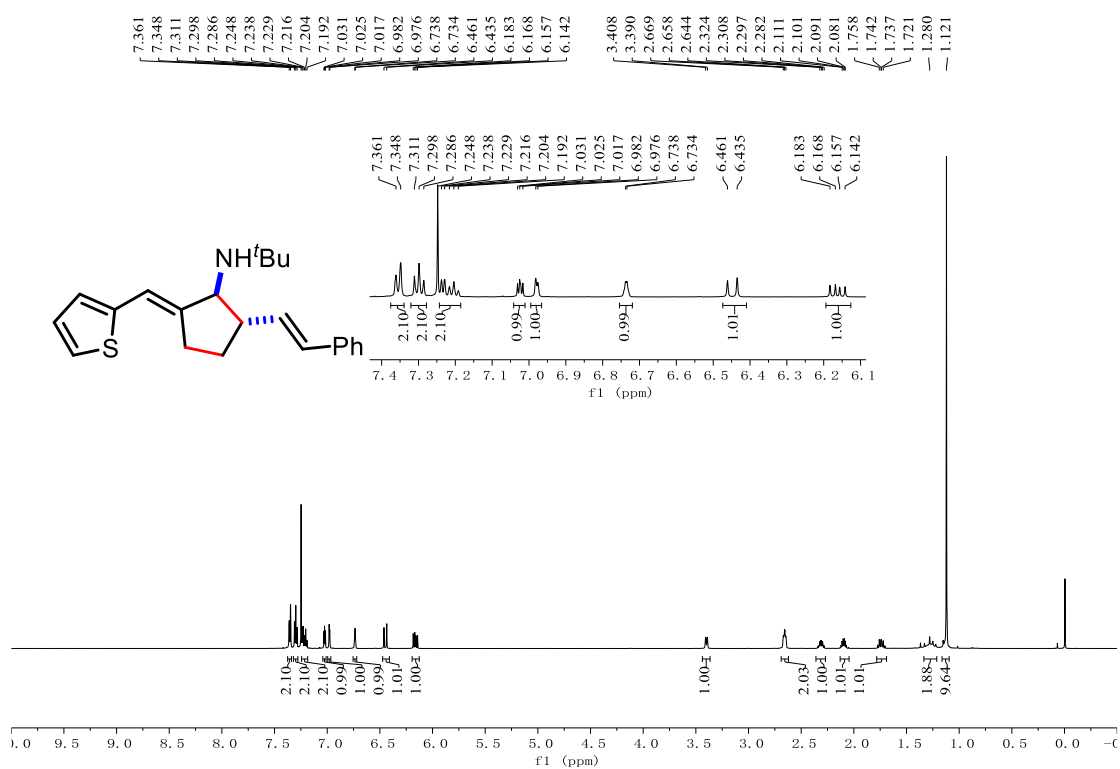 7.361 7.348 7.311 7.298 7.286 7.248 7.238 7.229 7.216 7.204 7.192 7.031 7.025 7.017 6.982 6.976 6.738 6.734 6.461 6.435 6.183 6.168 6.157 6.142 3.408 3.390 2.669 2.658 2.644 2.324 2.308 2.297 2.282 2.111 2.101 2.091 2.081 1.758 1.742 1.737 1.721 1.280 1.121
7.361 7.348 7.311 7.298 7.286 7.248 7.238 7.229 7.216 7.204 7.192 7.031 7.025 7.017 6.982 6.976 6.738 6.734 6.461 6.435 6.183 6.168 6.157 6.142
NHᵗBu
S
Ph
2.10 2.10 2.10 0.99 1.00 0.99 1.01 1.00
7.4 7.3 7.2 7.1 7.0 6.9 6.8 6.7 6.6 6.5 6.4 6.3 6.2 6.1
f1 (ppm)
2.10 2.10 2.10 0.99 1.00 0.99 1.01 1.00 1.00 2.03 1.00 1.01 1.01 1.88 9.64
9.5 9.0 8.5 8.0 7.5 7.0 6.5 6.0 5.5 5.0 4.5 4.0 3.5 3.0 2.5 2.0 1.5 1.0 0.5 0.0
f1 (ppm)